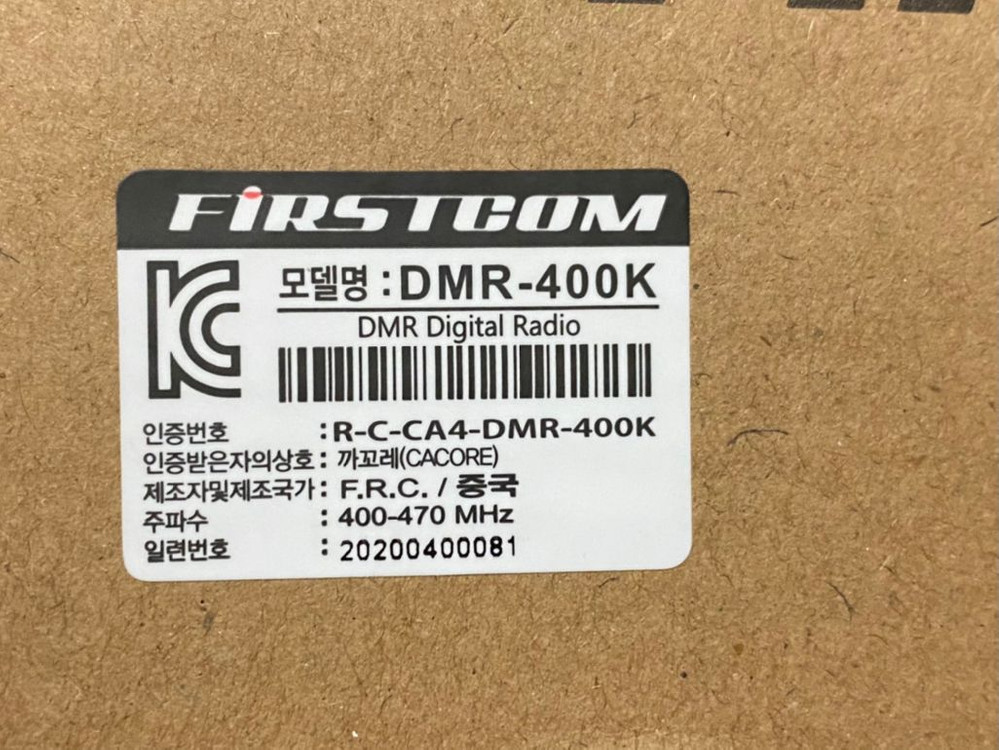 FiRSTCOM
모델명 : DMR-400K
DMR Digital Radio
인증번호 : R-C-CA4-DMR-400K
인증받은자의상호 : 까꼬레(CACORE)
제조자및제조국가 : F.R.C. / 중국
주파수 : 400-470 MHz
일련번호 : 20200400081